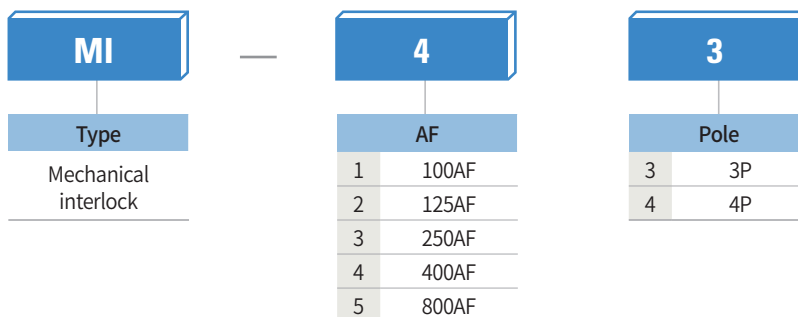 MI — 4 3
Type AF Pole
Mechanical
interlock
1 100AF
2 125AF
3 250AF
4 400AF
5 800AF
3 3P
4 4P